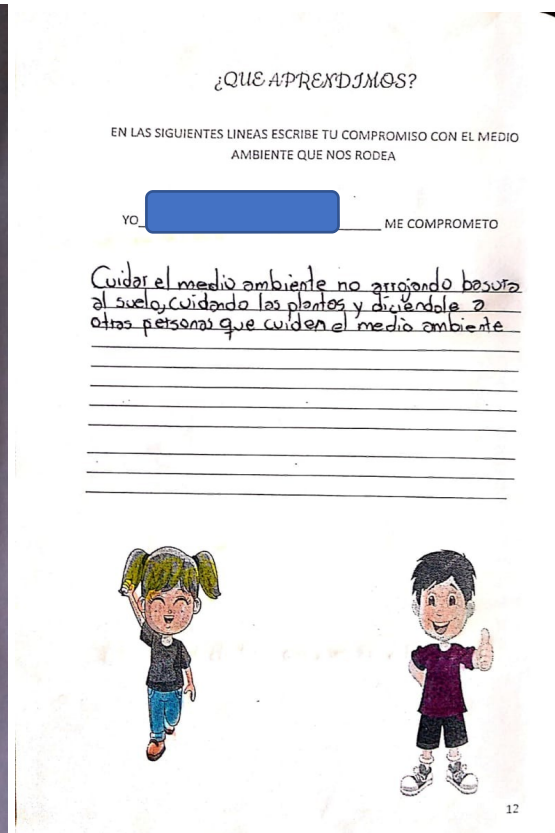 ¿QUE APRENDIMOS?
EN LAS SIGUIENTES LINEAS ESCRIBE TU COMPROMISO CON EL MEDIO
AMBIENTE QUE NOS RODEA
YO ME COMPROMETO
Cuidar el medio ambiente no arrojando basura
al suelo, cuidando las plantas y diciendole a
otras personas que cuiden el medio ambiente
12